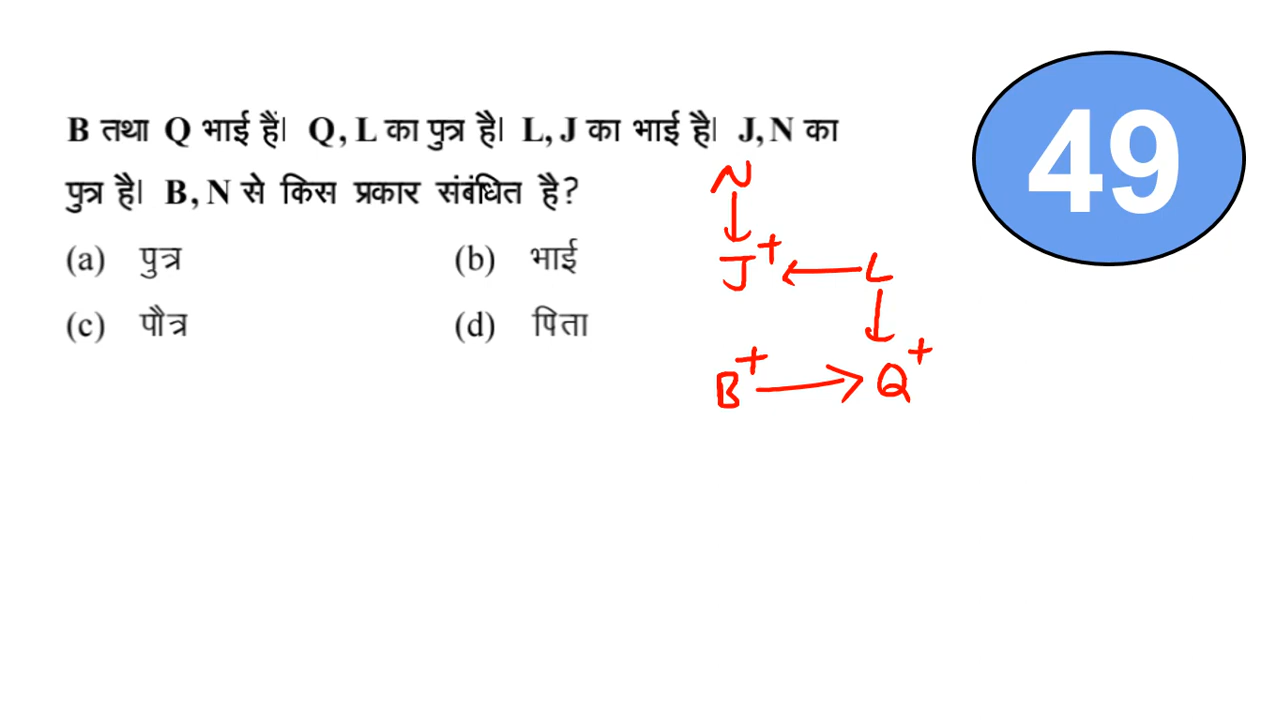 B तथा Q भाई हैं। Q, L का पुत्र है। L, J का भाई है। J, N का
पुत्र है। B, N से किस प्रकार संबंधित है?
(a) पुत्र (b) भाई
(c) पौत्र (d) पिता
49
N
J+ L
B+ Q+